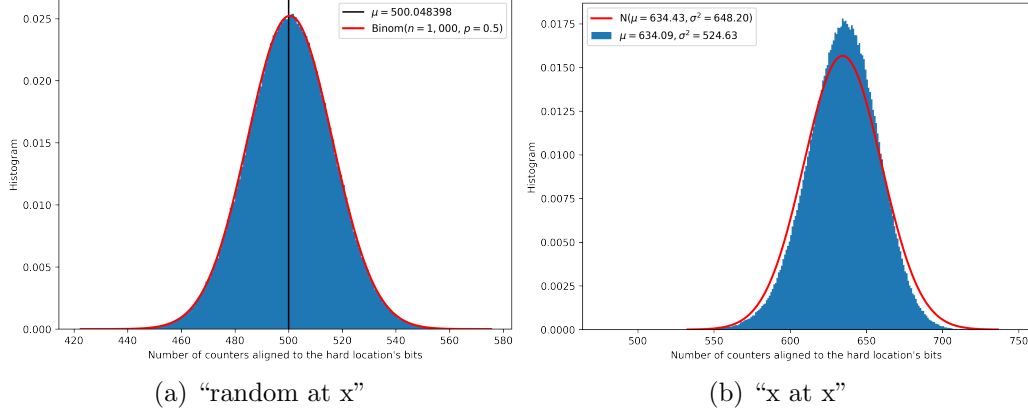 μ = 500.048398
Binom(n = 1, 000, p = 0.5)
Histogram
0.025
0.020
0.015
0.010
0.005
0.000
420 440 460 480 500 520 540 560 580
Number of counters aligned to the hard location's bits
(a) “random at x”
N(μ = 634.43, σ² = 648.20)
μ = 634.09, σ² = 524.63
Histogram
0.0175
0.0150
0.0125
0.0100
0.0075
0.0050
0.0025
0.0000
500 550 600 650 700 750
Number of counters aligned to the hard location's bits
(b) “x at x”